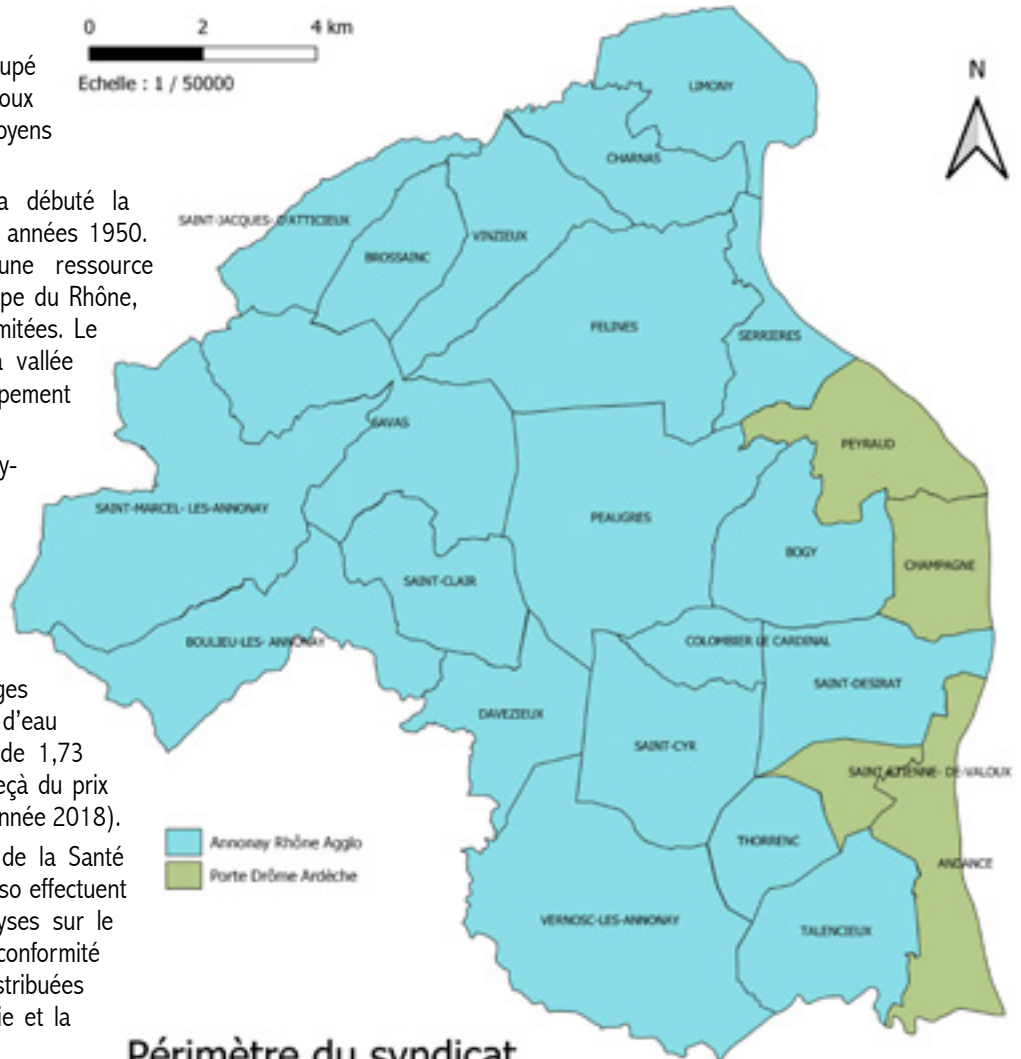 0 2 4 km
Echelle : 1 / 50000
N
upé
oux
oyens
a débuté la
années 1950.
une ressource
pe du Rhône,
mitées. Le
vallée
pement
y-
ges
d'eau
de 1,73
eçà du prix
nnée 2018).
de la Santé
so effectuent
yses sur le
conformité
stribuées
ie et la
LIMONY
CHARNAS
SAINT-JACQUES- D'ATTICIEUX
VINZIEUX
BROSSAINC
FELINES
SERRIERES
SAVAS
PEYRAUD
SAINT-MARCEL- LES-ANNONAY
PEAUGRES
BOGY
CHAMPAGNE
SAINT-CLAIR
BOULIEU-LES- ANNONAY
COLOMBIER LE CARDINAL
SAINT-DESIRAT
DAVEZIEUX
SAINT-CYR
SAINT-ETIENNE- DE-VALOUX
THORRENC
ANDANCE
VERNOSC-LES-ANNONAY
TALENCIEUX
Annonay Rhône Agglo
Porte Drôme Ardèche
Périmètre du syndicat